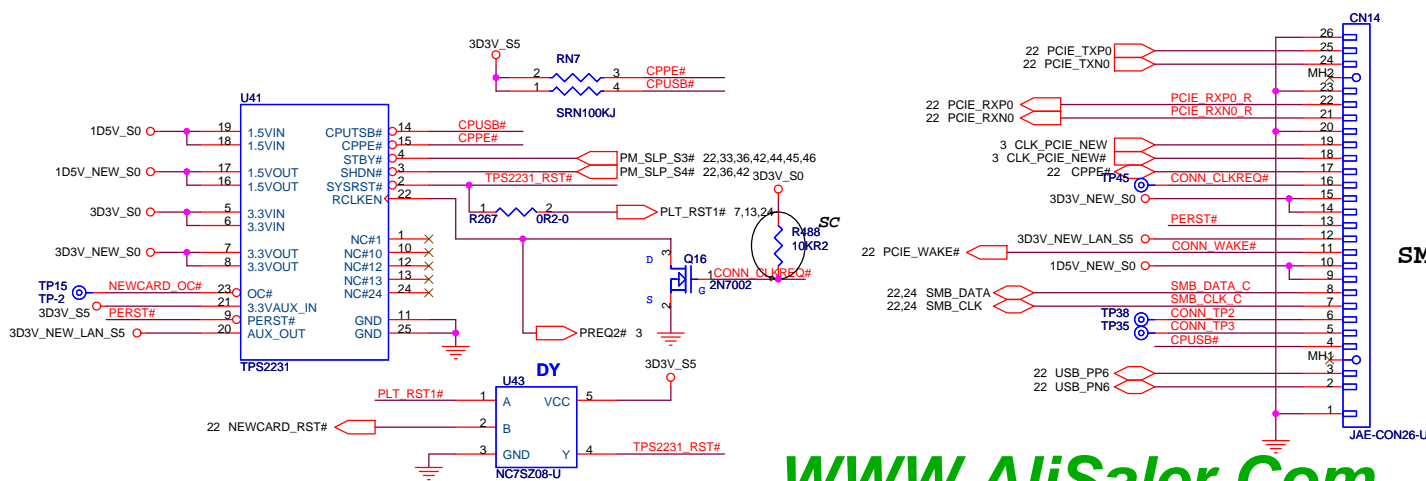 3D3V_S5
RN7
2 3 CPPE#
1 4 CPUSB#
SRN100KJ
U41
1D5V_S0 19 1.5VIN
18 1.5VIN
1D5V_NEW_S0 17 1.5VOUT
16 1.5VOUT
3D3V_S0 5 3.3VIN
6 3.3VIN
3D3V_NEW_S0 7 3.3VOUT
8 3.3VOUT
TP15 NEWCARD_OC# 23 OC#
TP-2 21 3.3VAUX_IN
3D3V_S5
PERST# 9 PERST#
3D3V_NEW_LAN_S5 20 AUX_OUT
CPUTSB# 14 CPUSB#
CPPE# 15 CPPE#
STBY# 4 PM_SLP_S3# 22,33,36,42,44,45,46
SHDN# 3 PM_SLP_S4# 22,36,42
SYSRST# 2 TPS2231_RST#
RCLKEN 22
NC#1 1
NC#10 10
NC#12 12
NC#13 13
NC#24 24
GND 11
GND 25
TPS2231
1 2
R267 0R2-0
PLT_RST1# 7,13,24
3D3V_S0
SC
R488
10KR2
3
D
Q16
1 CONN_CLKREQ#
2N7002
S G
2
PREQ2# 3
DY
3D3V_S5
U43
PLT_RST1# 1 A VCC 5
22 NEWCARD_RST# 2 B
3 GND Y 4 TPS2231_RST#
NC7SZ08-U
CN14
26
22 PCIE_TXP0 25
22 PCIE_TXN0 24
MH2
23
22 PCIE_RXP0 PCIE_RXP0_R 22
22 PCIE_RXN0 PCIE_RXN0_R 21
20
3 CLK_PCIE_NEW 19
3 CLK_PCIE_NEW# 18
22 CPPE# 17
TP45 CONN_CLKREQ# 16
3D3V_NEW_S0 15
14
PERST# 13
3D3V_NEW_LAN_S5 12
22 PCIE_WAKE# CONN_WAKE# 11
1D5V_NEW_S0 10
9
22,24 SMB_DATA SMB_DATA_C 8
22,24 SMB_CLK SMB_CLK_C 7
TP38 CONN_TP2 6
TP35 CONN_TP3 5
CPUSB# 4
MH1
22 USB_PP6 3
22 USB_PN6 2
1
JAE-CON26-U
SM
WWW.AliSaler.Com